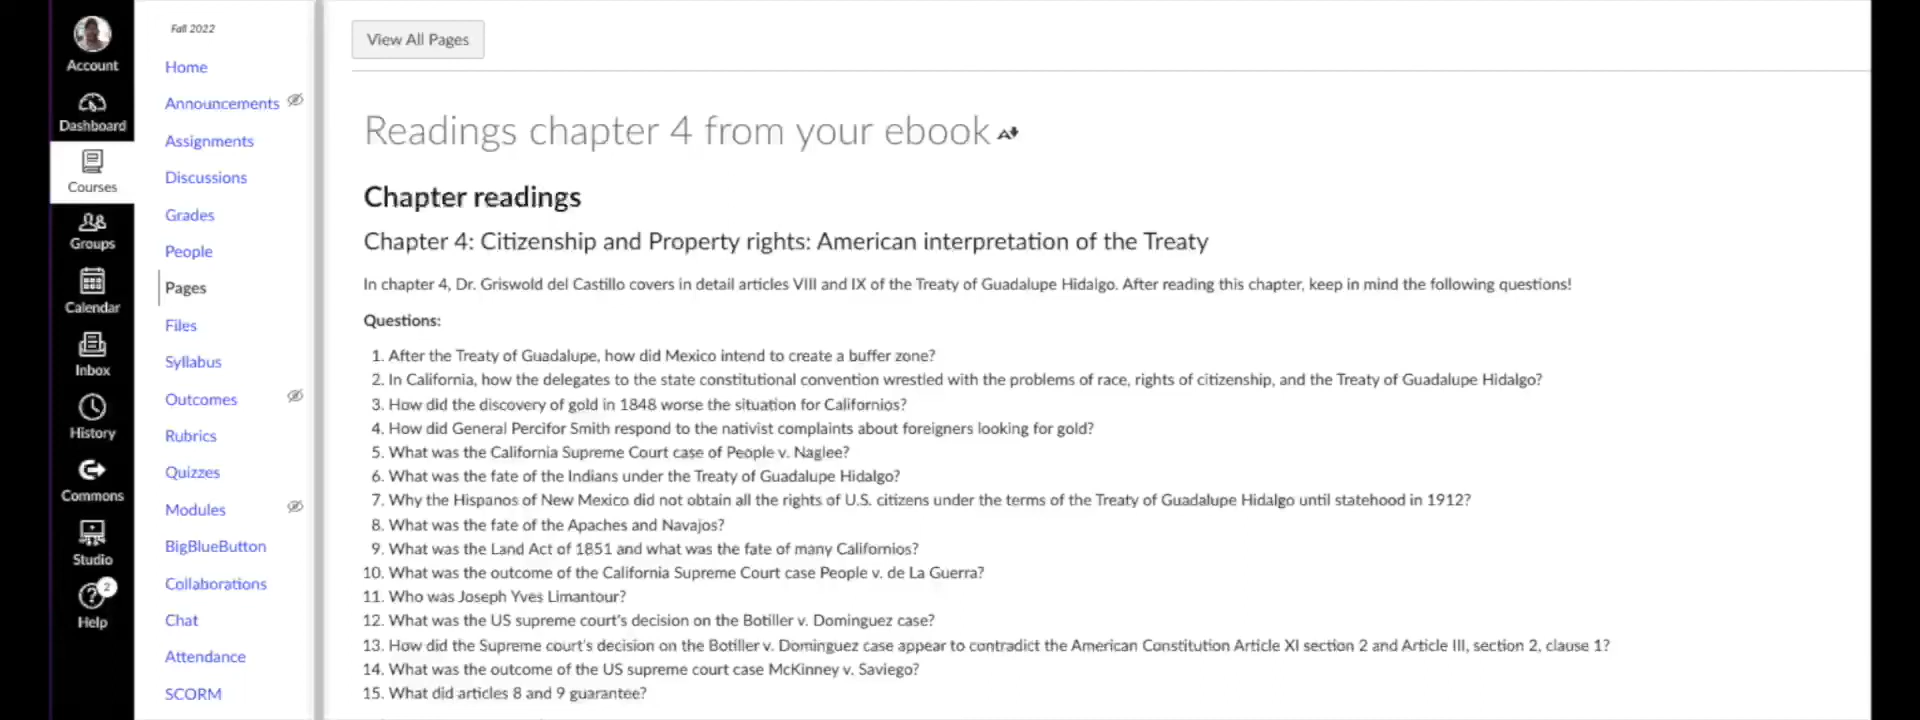 Account
Dashboard
Courses
Groups
Calendar
Inbox
History
Commons
Studio
2
Help
Fall 2022
Home
Announcements
Assignments
Discussions
Grades
People
Pages
Files
Syllabus
Outcomes
Rubrics
Quizzes
Modules
BigBlueButton
Collaborations
Chat
Attendance
SCORM
View All Pages
Readings chapter 4 from your ebook
Chapter readings
Chapter 4: Citizenship and Property rights: American interpretation of the Treaty
In chapter 4, Dr. Griswold del Castillo covers in detail articles VIII and IX of the Treaty of Guadalupe Hidalgo. After reading this chapter, keep in mind the following questions!
Questions:
1. After the Treaty of Guadalupe, how did Mexico intend to create a buffer zone?
2. In California, how the delegates to the state constitutional convention wrestled with the problems of race, rights of citizenship, and the Treaty of Guadalupe Hidalgo?
3. How did the discovery of gold in 1848 worse the situation for Californios?
4. How did General Percifor Smith respond to the nativist complaints about foreigners looking for gold?
5. What was the California Supreme Court case of People v. Naglee?
6. What was the fate of the Indians under the Treaty of Guadalupe Hidalgo?
7. Why the Hispanos of New Mexico did not obtain all the rights of U.S. citizens under the terms of the Treaty of Guadalupe Hidalgo until statehood in 1912?
8. What was the fate of the Apaches and Navajos?
9. What was the Land Act of 1851 and what was the fate of many Californios?
10. What was the outcome of the California Supreme Court case People v. de La Guerra?
11. Who was Joseph Yves Limantour?
12. What was the US supreme court's decision on the Botiller v. Dominguez case?
13. How did the Supreme court's decision on the Botiller v. Dominguez case appear to contradict the American Constitution Article XI section 2 and Article III, section 2, clause 1?
14. What was the outcome of the US supreme court case McKinney v. Saviego?
15. What did articles 8 and 9 guarantee?